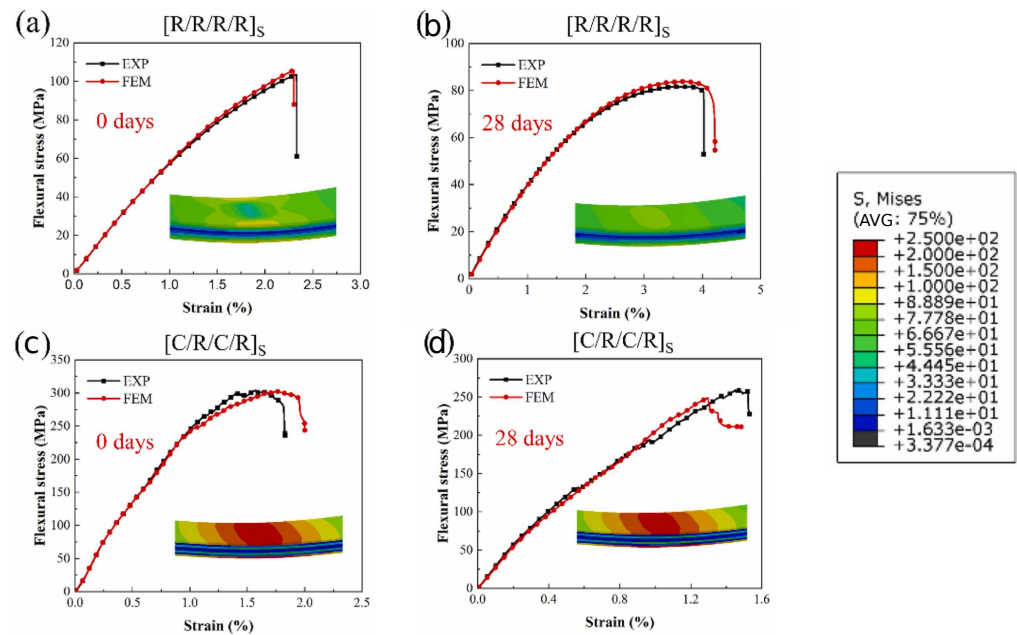 (a)
[R/R/R/R]S
Flexural stress (MPa)
120
100
80
60
40
20
0
EXP
FEM
0 days
0.0 0.5 1.0 1.5 2.0 2.5 3.0
Strain (%)
(b)
[R/R/R/R]S
Flexural stress (MPa)
100
80
60
40
20
0
EXP
FEM
28 days
0 1 2 3 4 5
Strain (%)
(c)
[C/R/C/R]S
Flexural stress (MPa)
350
300
250
200
150
100
50
0
EXP
FEM
0 days
0.0 0.5 1.0 1.5 2.0 2.5
Strain (%)
(d)
[C/R/C/R]S
Flexural stress (MPa)
300
250
200
150
100
50
0
EXP
FEM
28 days
0.0 0.4 0.8 1.2 1.6
Strain (%)
S, Mises
(AVG: 75%)
+2.500e+02
+2.000e+02
+1.500e+02
+1.000e+02
+8.889e+01
+7.778e+01
+6.667e+01
+5.556e+01
+4.445e+01
+3.333e+01
+2.222e+01
+1.111e+01
+1.633e-03
+3.377e-04